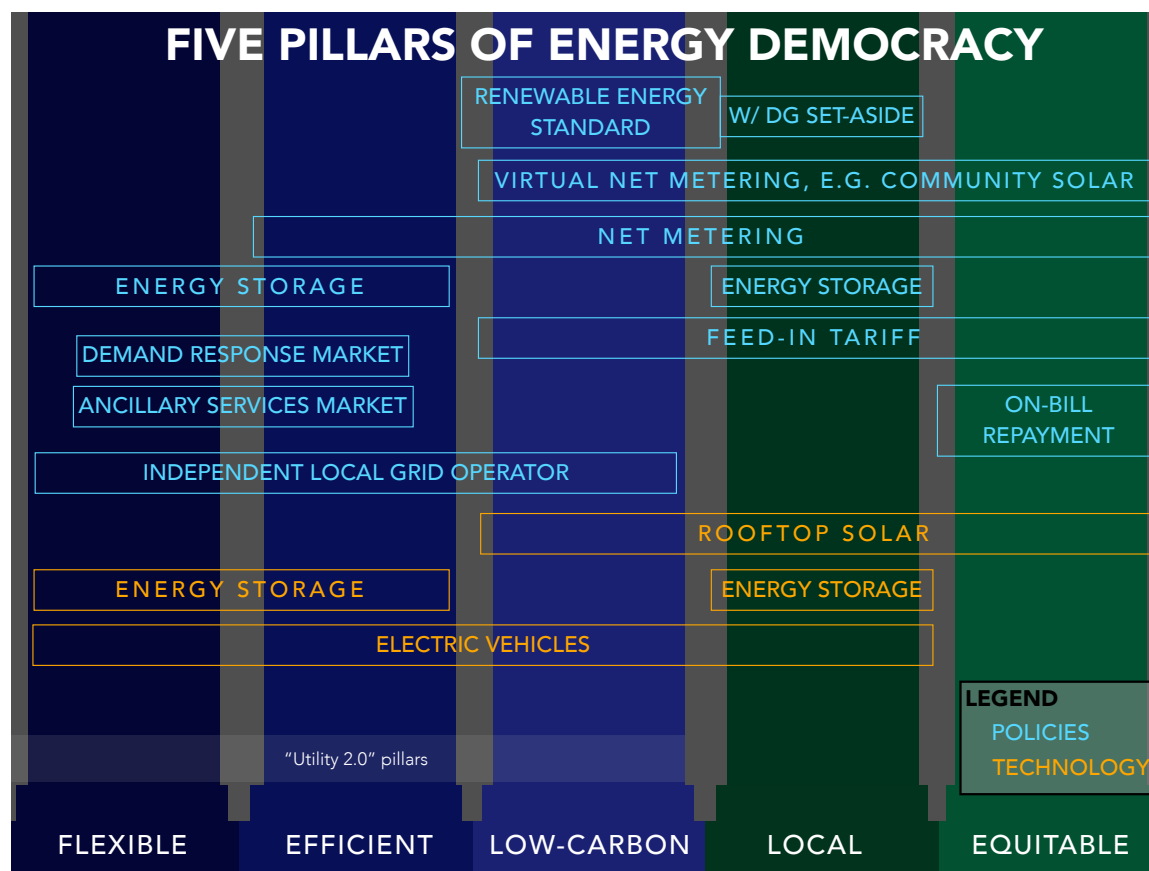 FIVE PILLARS OF ENERGY DEMOCRACY
RENEWABLE ENERGY
STANDARD
W/ DG SET-ASIDE
VIRTUAL NET METERING, E.G. COMMUNITY SOLAR
NET METERING
ENERGY STORAGE
ENERGY STORAGE
FEED-IN TARIFF
DEMAND RESPONSE MARKET
ANCILLARY SERVICES MARKET
ON-BILL
REPAYMENT
INDEPENDENT LOCAL GRID OPERATOR
ROOFTOP SOLAR
ENERGY STORAGE
ENERGY STORAGE
ELECTRIC VEHICLES
LEGEND
POLICIES
TECHNOLOGY
“Utility 2.0” pillars
FLEXIBLE
EFFICIENT
LOW-CARBON
LOCAL
EQUITABLE